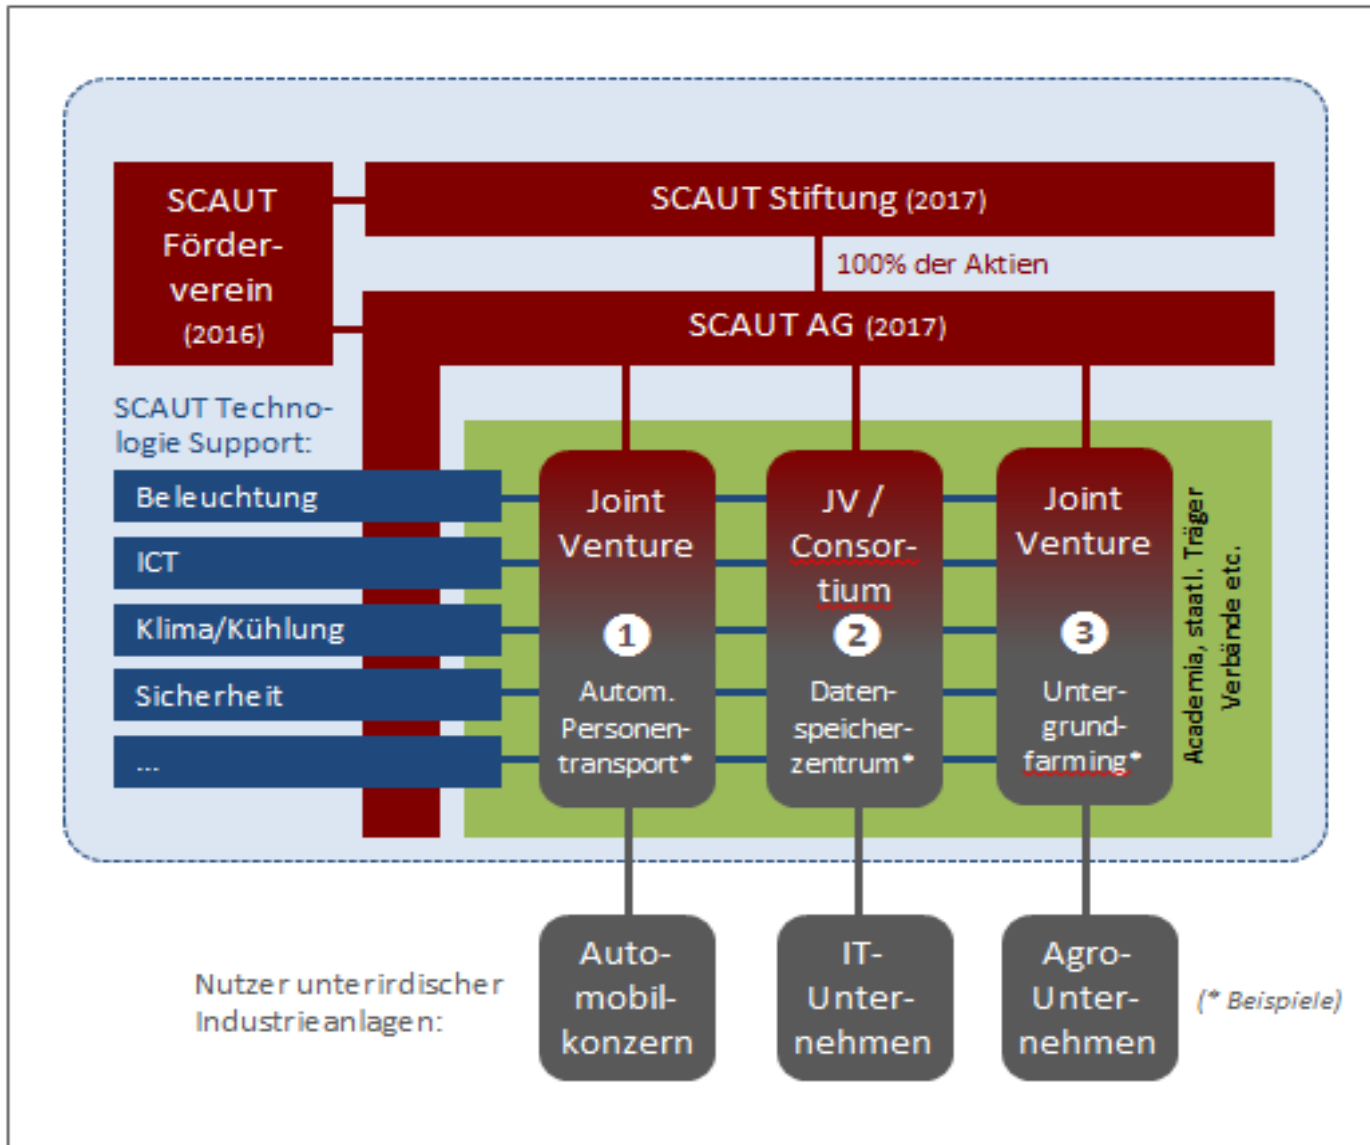 SCAUT
Förder-
verein
(2016)
SCAUT Stiftung (2017)
100% der Aktien
SCAUT AG (2017)
SCAUT Techno-
logie Support:
Beleuchtung
ICT
Klima/Kühlung
Sicherheit
...
Joint
Venture
1
Autom.
Personen-
transport*
JV /
Consor-
tium
2
Daten-
speicher-
zentrum*
Joint
Venture
3
Unter-
grund-
farming*
Academia, staatl. Träger
Verbände etc.
Nutzer unterirdischer
Industrieanlagen:
Auto-
mobil-
konzern
IT-
Unter-
nehmen
Agro-
Unter-
nehmen
(* Beispiele)